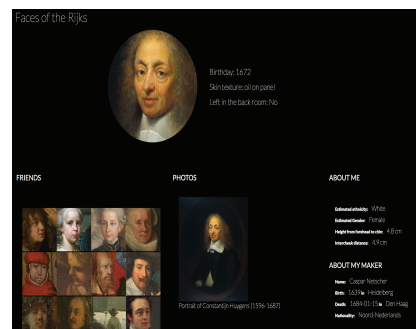 Faces of the Rijks
Birthday: 1672
Skin texture: oil on panel
Left in the back room: No
FRIENDS
PHOTOS
ABOUT ME
Estimated ethnicity: White
Estimated Gender: Female
Height from forehead to chin: 4.8 cm
Intercheek distance: 4.9 cm
ABOUT MY MAKER
Name: Caspar Netscher
Birth: 1639 in Heidelberg
Death: 1684-01-15 in Den Haag
Nationality: Noord-Nederlands
Portrait of Constantijn Huygens (1596-1687)